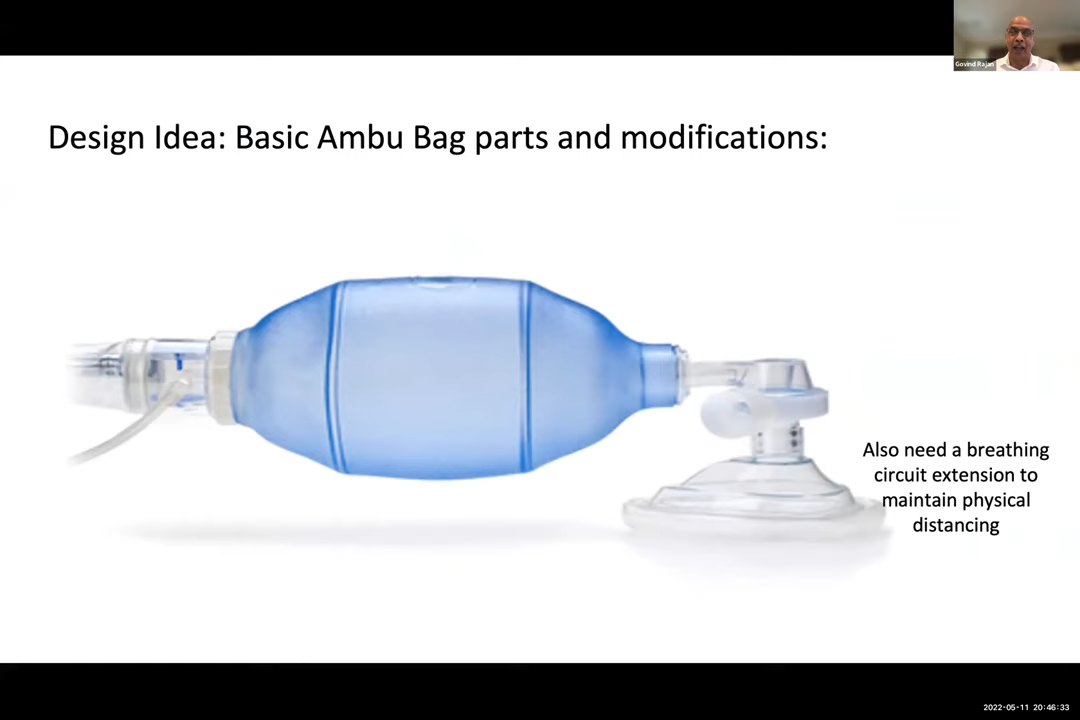 Govind Rajan
Design Idea: Basic Ambu Bag parts and modifications:
Also need a breathing
circuit extension to
maintain physical
distancing
2022-05-11 20:46:33